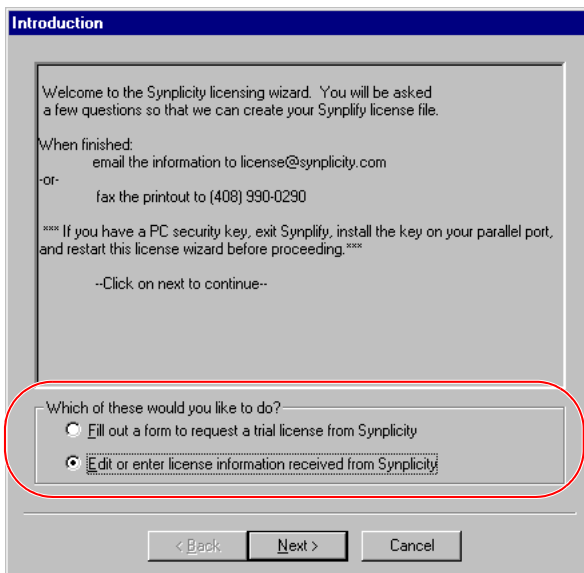 Introduction
Welcome to the Synplicity licensing wizard. You will be asked
a few questions so that we can create your Synplify license file.
When finished:
email the information to license@synplicity.com
-or-
fax the printout to (408) 990-0290
*** If you have a PC security key, exit Synplify, install the key on your parallel port,
and restart this license wizard before proceeding.***
--Click on next to continue--
Which of these would you like to do?
Fill out a form to request a trial license from Synplicity
Edit or enter license information received from Synplicity
< Back Next > Cancel